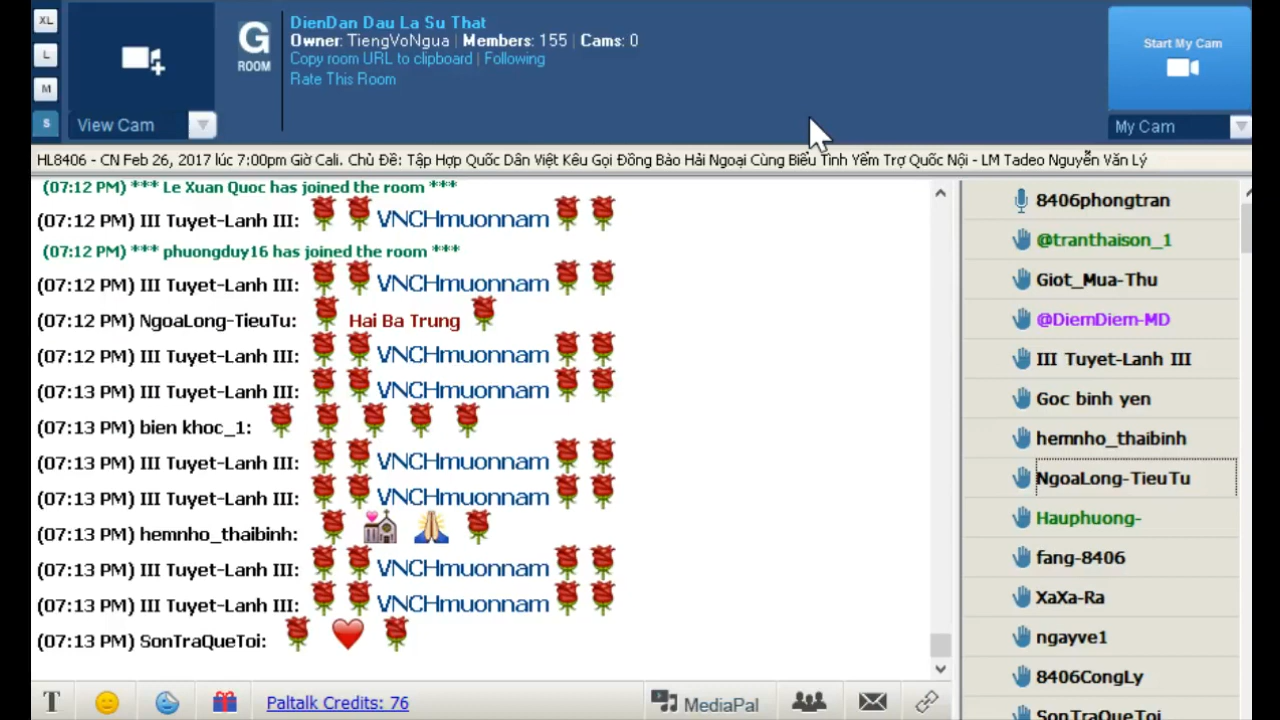 XL
L
M
S
View Cam
G
ROOM
DienDan Dau La Su That
Owner: TiengVoNgua | Members: 155 | Cams: 0
Copy room URL to clipboard | Following
Rate This Room
Start My Cam
My Cam
HL8406 - CN Feb 26, 2017 lúc 7:00pm Giờ Cali. Chủ Đề: Tập Hợp Quốc Dân Việt Kêu Gọi Đồng Bào Hải Ngoại Cùng Biểu Tình Yểm Trợ Quốc Nội - LM Tadeo Nguyễn Văn Lý
(07:12 PM) *** Le Xuan Quoc has joined the room ***
(07:12 PM) III Tuyet-Lanh III: VNCHmuonnam
(07:12 PM) *** phuongduy16 has joined the room ***
(07:12 PM) III Tuyet-Lanh III: VNCHmuonnam
(07:12 PM) NgoaLong-TieuTu: Hai Ba Trung
(07:12 PM) III Tuyet-Lanh III: VNCHmuonnam
(07:13 PM) III Tuyet-Lanh III: VNCHmuonnam
(07:13 PM) bien khoc_1:
(07:13 PM) III Tuyet-Lanh III: VNCHmuonnam
(07:13 PM) III Tuyet-Lanh III: VNCHmuonnam
(07:13 PM) hemnho_thaibinh:
(07:13 PM) III Tuyet-Lanh III: VNCHmuonnam
(07:13 PM) III Tuyet-Lanh III: VNCHmuonnam
(07:13 PM) SonTraQueToi:
8406phongtran
@tranthaison_1
Giot_Mua-Thu
@DiemDiem-MD
III Tuyet-Lanh III
Goc binh yen
hemnho_thaibinh
NgoaLong-TieuTu
Hauphuong-
fang-8406
XaXa-Ra
ngayve1
8406CongLy
SonTraQueToi
T
Paltalk Credits: 76
MediaPal